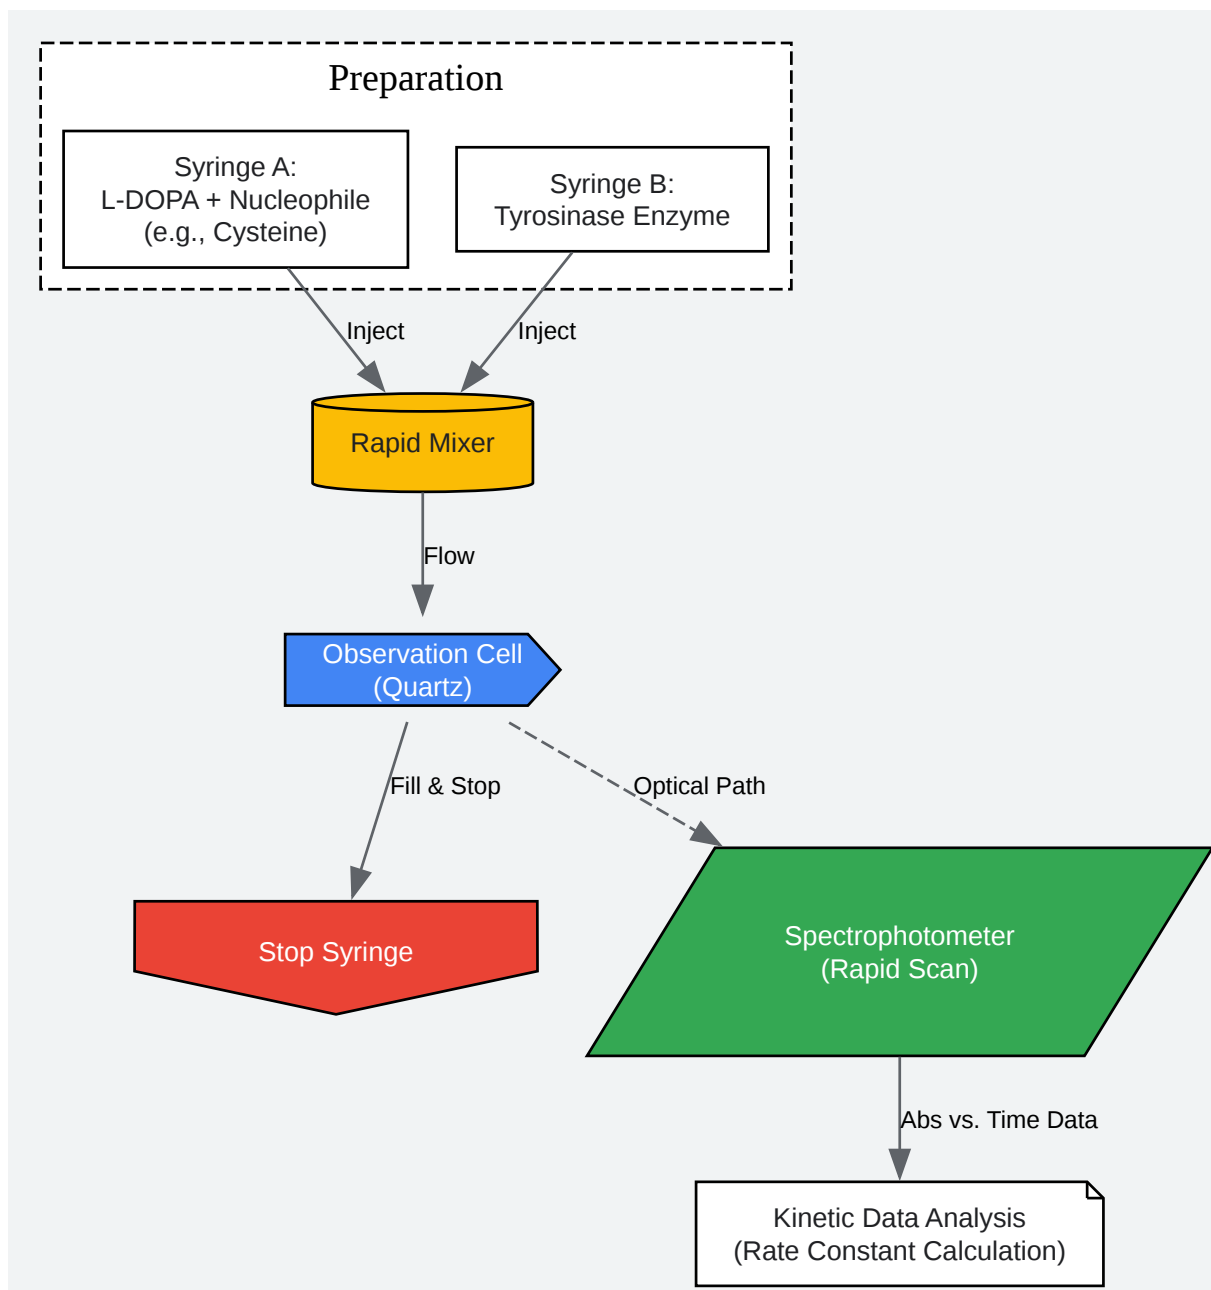 Preparation
Syringe A:
L-DOPA + Nucleophile
(e.g., Cysteine)
Syringe B:
Tyrosinase Enzyme
Inject
Inject
Rapid Mixer
Flow
Observation Cell
(Quartz)
Fill & Stop
Optical Path
Stop Syringe
Spectrophotometer
(Rapid Scan)
Abs vs. Time Data
Kinetic Data Analysis
(Rate Constant Calculation)